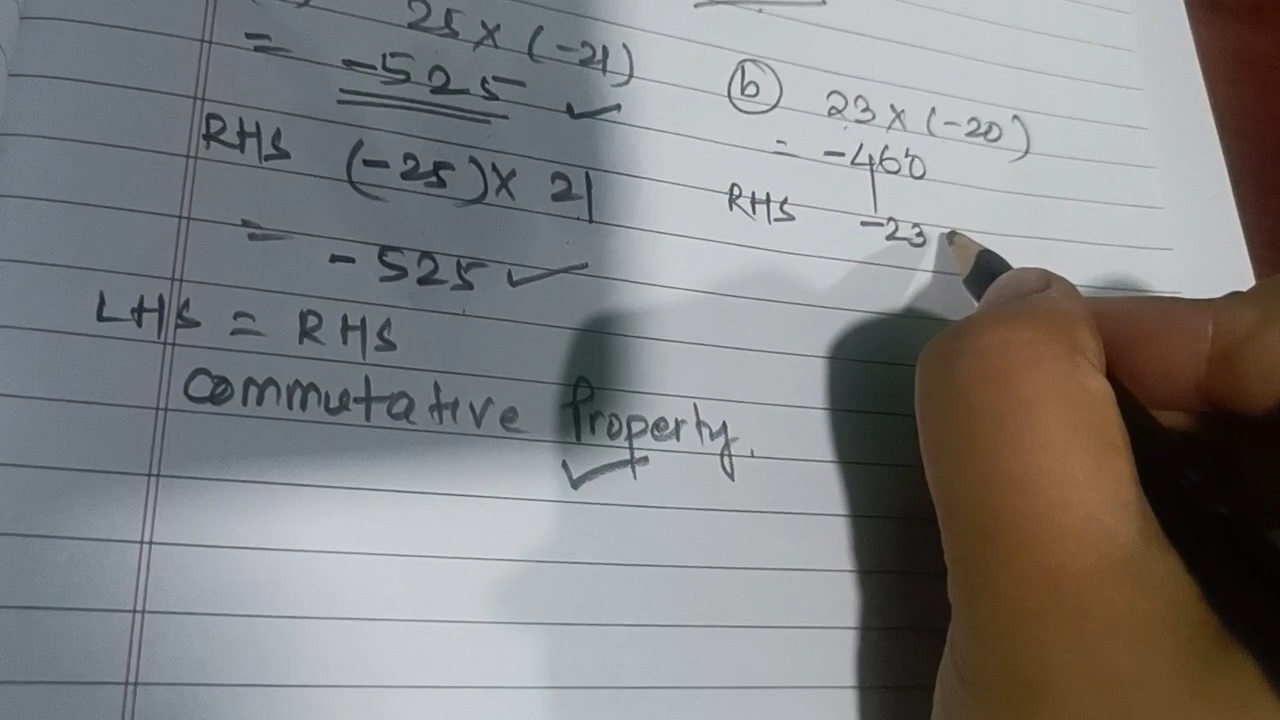 25 × (-21)
= -525
RHS (-25) × 21
= -525
LHS = RHS
Commutative Property.
(b) 23 × (-20)
= -460
RHS -23